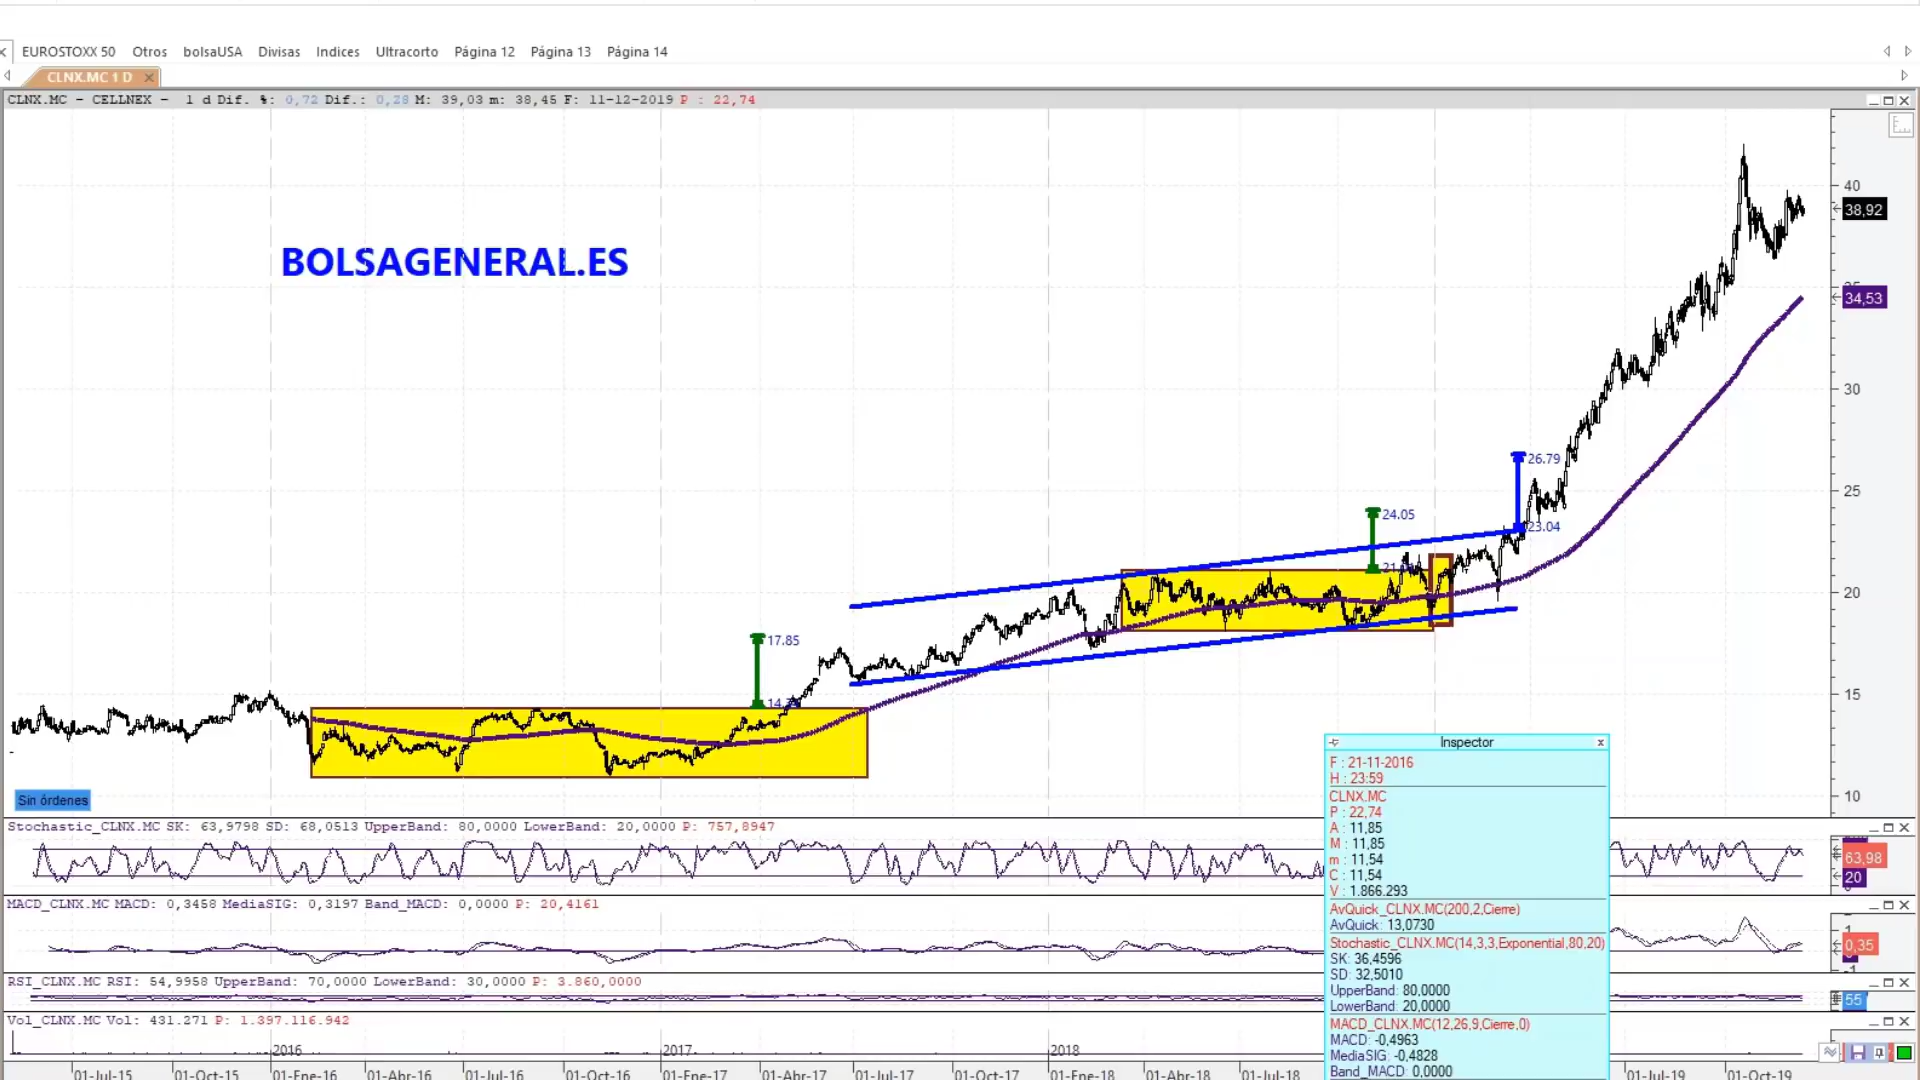 EUROSTOXX 50 Otros bolsaUSA Divisas Indices Ultracorto Página 12 Página 13 Página 14
CLNX.MC 1 D
CLNX.MC - CELLNEX - 1 d Dif. %: 0,72 Dif.: 0,28 M: 39,03 m: 38,45 F: 11-12-2019 P : 22,74
BOLSAGENERAL.ES
40
38,92
34,53
30
26.79
25
24.05
23.04
20
17.85
15
10
Sin órdenes
Inspector
F : 21-11-2016
H : 23:59
CLNX.MC
P : 22,74
A : 11,85
M : 11,85
m : 11,54
C : 11,54
V : 1.866.293
AvQuick_CLNX.MC(200,2,Cierre)
AvQuick: 13,0730
Stochastic_CLNX.MC(14,3,3,Exponential,80,20)
SK: 36,4596
SD: 32,5010
UpperBand: 80,0000
LowerBand: 20,0000
MACD_CLNX.MC(12,26,9,Cierre,0)
MACD: -0,4963
MediaSIG: -0,4828
Band_MACD: 0,0000
Stochastic_CLNX.MC SK: 63,9798 SD: 68,0513 UpperBand: 80,0000 LowerBand: 20,0000 P: 757,8947
63,98
20
MACD_CLNX.MC MACD: 0,3458 MediaSIG: 0,3197 Band_MACD: 0,0000 P: 20,4161
1
0,35
-1
RSI_CLNX.MC RSI: 54,9958 UpperBand: 70,0000 LowerBand: 30,0000 P: 3.860,0000
55
Vol_CLNX.MC Vol: 431.271 P: 1.397.116.942
2016 2017 2018
01-Jul-15 01-Oct-15 01-Ene-16 01-Abr-16 01-Jul-16 01-Oct-16 01-Ene-17 01-Abr-17 01-Jul-17 01-Oct-17 01-Ene-18 01-Abr-18 01-Jul-18 01-Jul-19 01-Oct-19